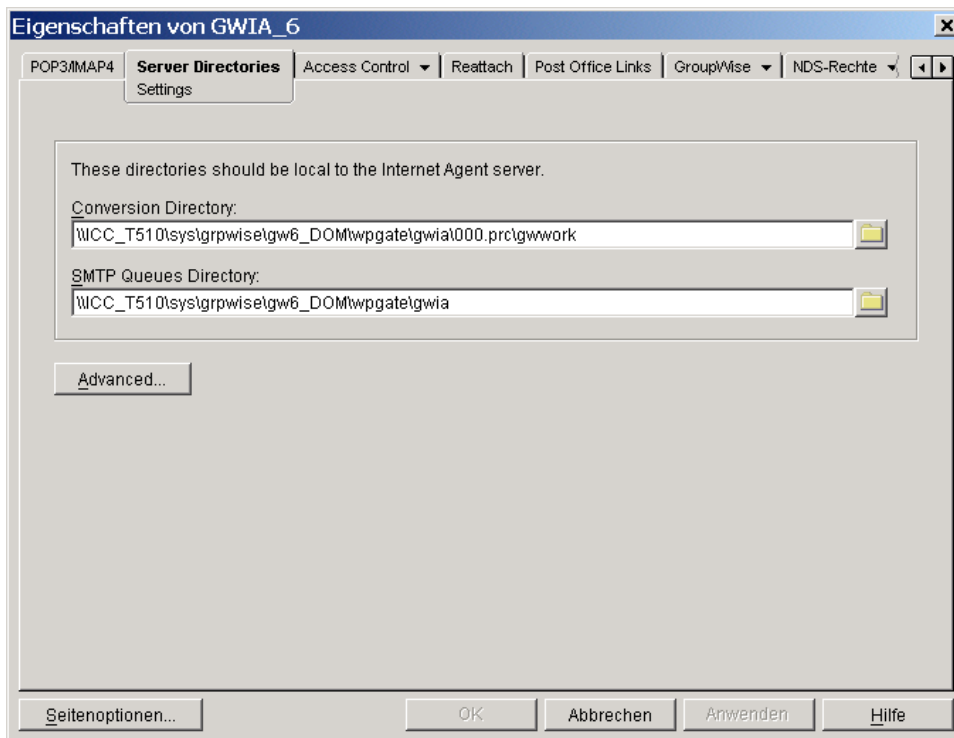 Eigenschaften von GWIA_6
POP3/IMAP4 Server Directories Access Control Reattach Post Office Links GroupWise NDS-Rechte
Settings
These directories should be local to the Internet Agent server.
Conversion Directory:
\\ICC_T510\sys\grpwise\gw6_DOM\wpgate\gwia\000.prc\gwwork
SMTP Queues Directory:
\\ICC_T510\sys\grpwise\gw6_DOM\wpgate\gwia
Advanced...
Seitenoptionen... OK Abbrechen Anwenden Hilfe